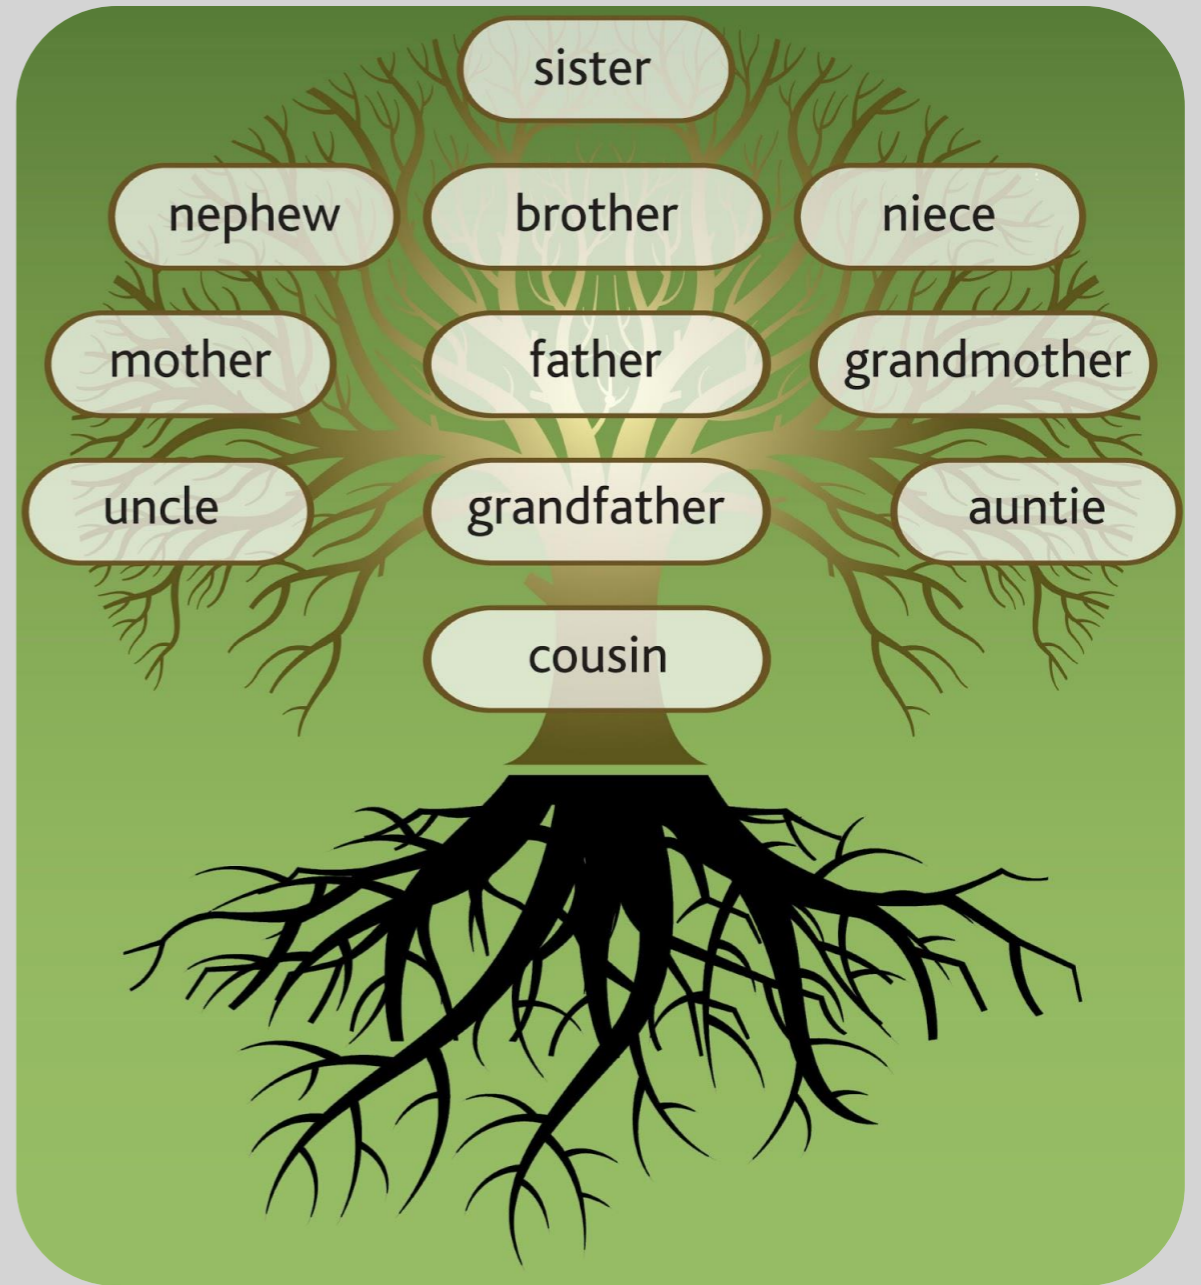 sister
nephew brother niece
mother father grandmother
uncle grandfather auntie
cousin